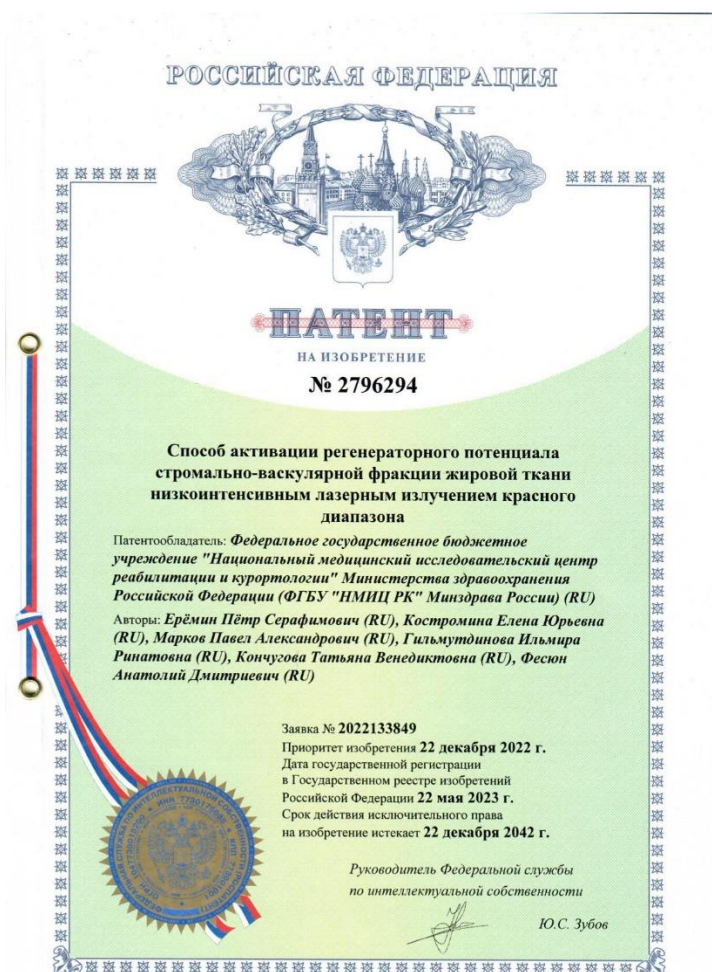 РОССИЙСКАЯ ФЕДЕРАЦИЯ
ПАТЕНТ
НА ИЗОБРЕТЕНИЕ
№ 2796294
Способ активации регенераторного потенциала
стромально-васкулярной фракции жировой ткани
низкоинтенсивным лазерным излучением красного
диапазона
Патентообладатель: Федеральное государственное бюджетное
учреждение "Национальный медицинский исследовательский центр
реабилитации и курортологии" Министерства здравоохранения
Российской Федерации (ФГБУ "НМИЦ РК" Минздрава России) (RU)
Авторы: Ерёмин Пётр Серафимович (RU), Костромина Елена Юрьевна
(RU), Марков Павел Александрович (RU), Гильмутдинова Ильмира
Ринатовна (RU), Кончугова Татьяна Венедиктовна (RU), Фесюн
Анатолий Дмитриевич (RU)
Заявка № 2022133849
Приоритет изобретения 22 декабря 2022 г.
Дата государственной регистрации
в Государственном реестре изобретений
Российской Федерации 22 мая 2023 г.
Срок действия исключительного права
на изобретение истекает 22 декабря 2042 г.
Руководитель Федеральной службы
по интеллектуальной собственности
Ю.С. Зубов
ФЕДЕРАЛЬНАЯ СЛУЖБА ПО ИНТЕЛЛЕКТУАЛЬНОЙ СОБСТВЕННОСТИ